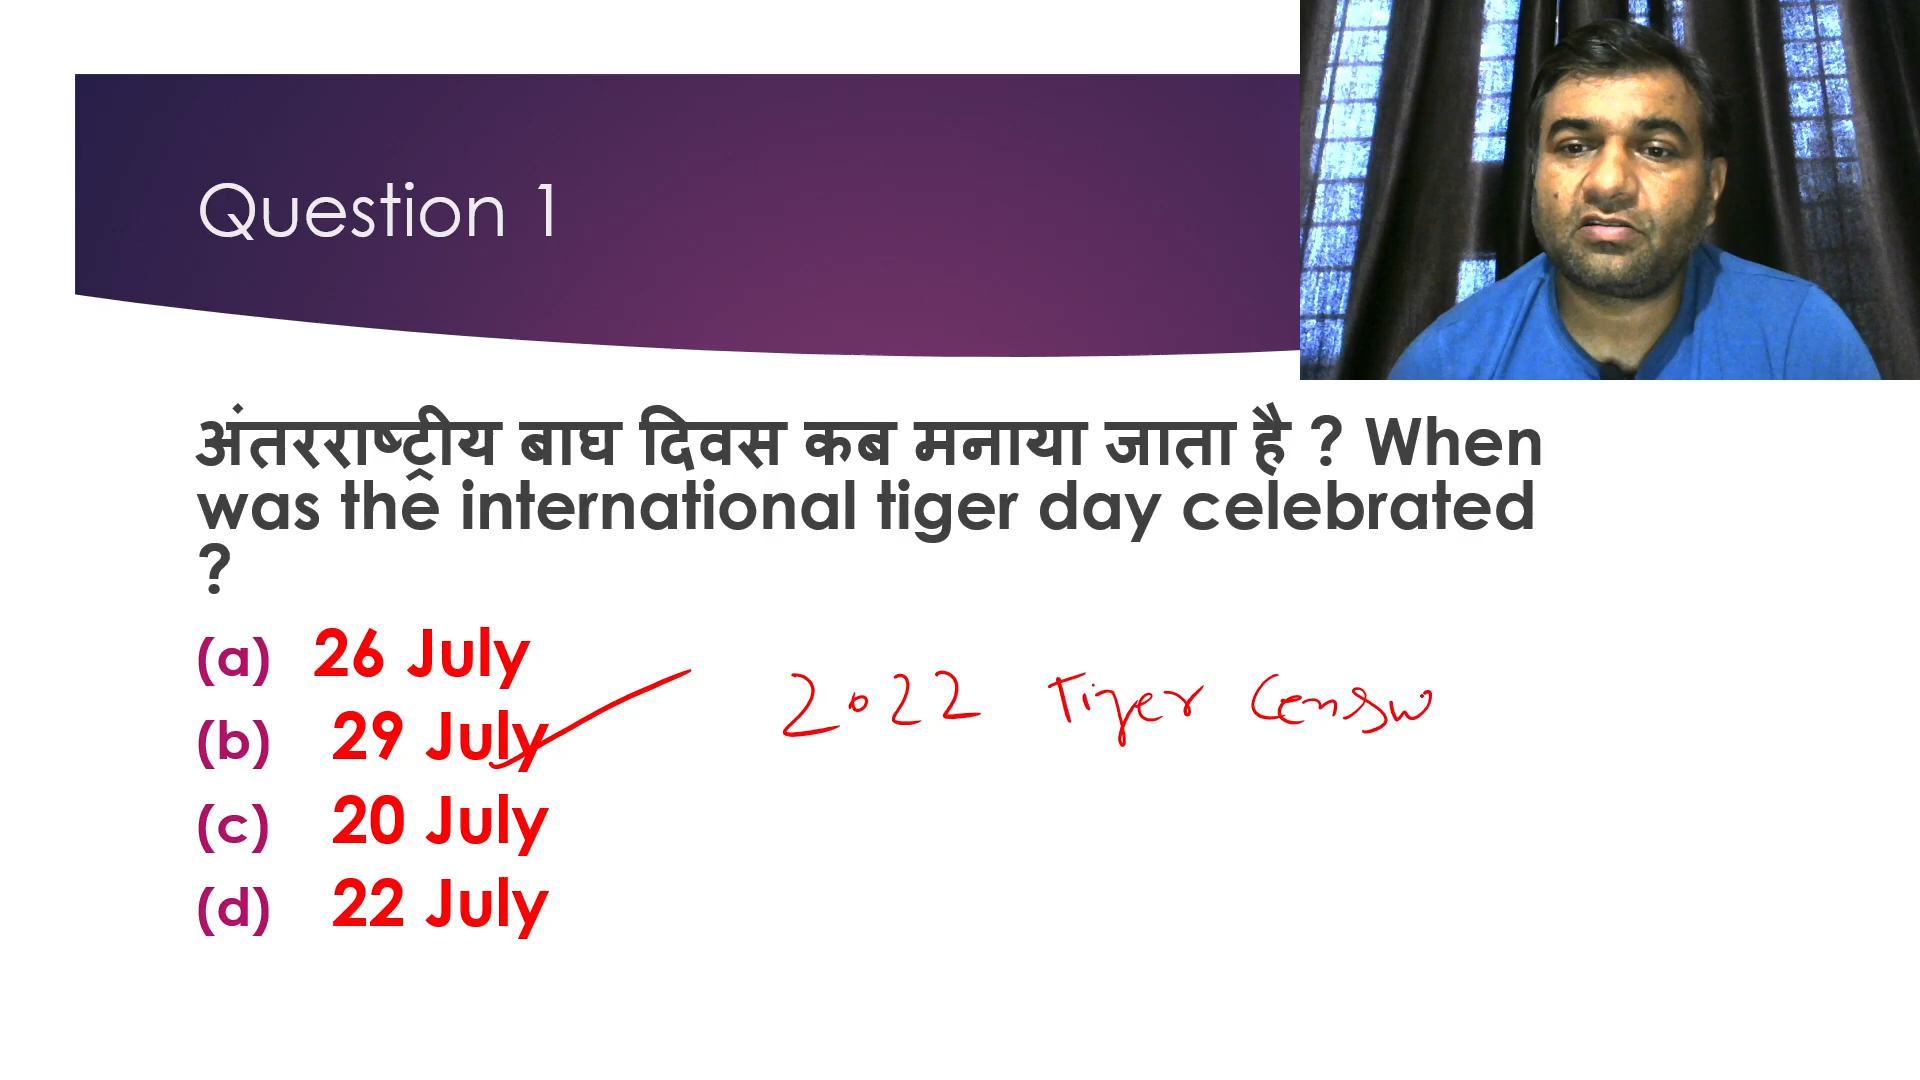 Question 1
अंतरराष्ट्रीय बाघ दिवस कब मनाया जाता है ? When
was the international tiger day celebrated
?
(a) 26 July
(b) 29 July
2022 Tiger Censu
(c) 20 July
(d) 22 July